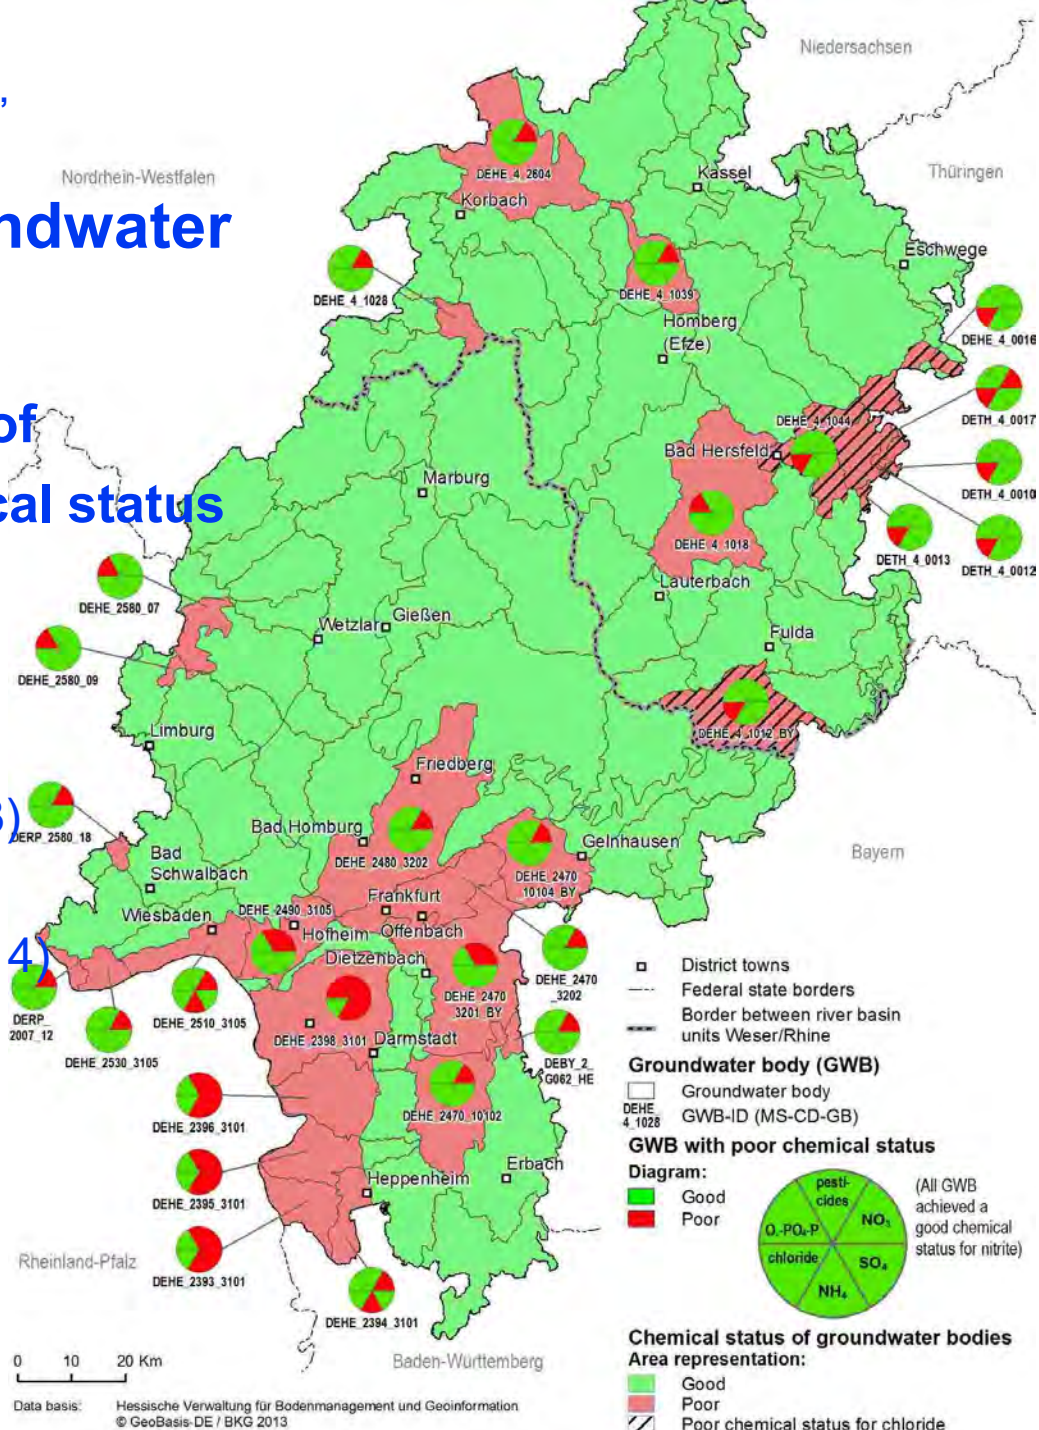 Niedersachsen
,
Nordrhein-Westfalen
Thüringen
Kassel
DEHE_4_2604
Korbach
ndwater
Eschwege
DEHE_4_1028
DEHE_4_1039
Homberg
(Efze)
DEHE_4_0016
of
DEHE_4_1044
DETH_4_0017
Bad Hersfeld
Marburg
DETH_4_0010
cal status
DEHE_4_1018
DETH_4_0013
DETH_4_0012
Lauterbach
DEHE_2580_07
Gießen
Wetzlar
Fulda
DEHE_2580_09
Limburg
DEHE_4_1012_BY
Friedberg
3)
DERP_2580_18
Bad Homburg
Gelnhausen
DEHE_2480_3202
Bad
Schwalbach
Bayern
DEHE_2470
10104_BY
Frankfurt
Wiesbaden
DEHE_2490_3105
Offenbach
Hofheim
4)
Dietzenbach
DEHE_2470
_3202
DEHE_2470
3201_BY
DERP_
2007_12
DEHE_2510_3105
DEHE_2530_3105
DEHE_2398_3101
Darmstadt
DEBY_2_
G062_HE
DEHE_2396_3101
DEHE_2470_10102
Erbach
Heppenheim
DEHE_2395_3101
Rheinland-Pfalz
DEHE_2393_3101
DEHE_2394_3101
Baden-Württemberg
District towns
Federal state borders
Border between river basin
units Weser/Rhine
Groundwater body (GWB)
Groundwater body
DEHE_
4_1028
GWB-ID (MS-CD-GB)
GWB with poor chemical status
Diagram:
Good
Poor
pesti-
cides
NO₃
O.-PO₄-P
chloride
SO₄
NH₄
(All GWB
achieved a
good chemical
status for nitrite)
Chemical status of groundwater bodies
Area representation:
Good
Poor
Poor chemical status for chloride
0 10 20 Km
Data basis: Hessische Verwaltung für Bodenmanagement und Geoinformation
© GeoBasis-DE / BKG 2013